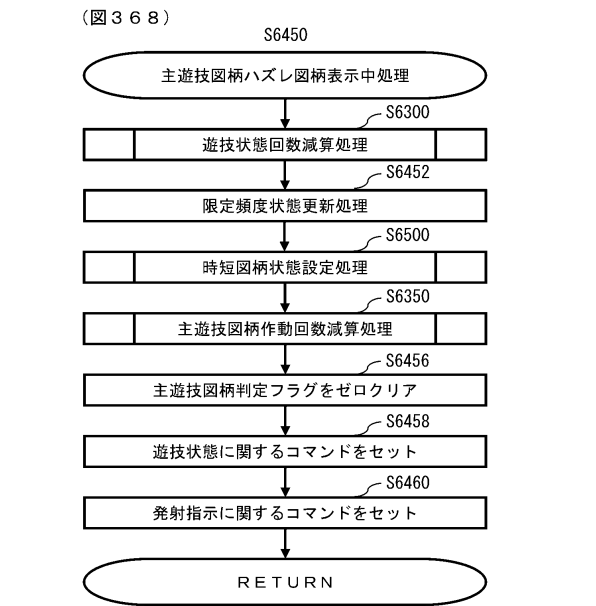 (図368)
S6450
主遊技図柄ハズレ図柄表示中処理
S6300
遊技状態回数減算処理
S6452
限定頻度状態更新処理
S6500
時短図柄状態設定処理
S6350
主遊技図柄作動回数減算処理
S6456
主遊技図柄判定フラグをゼロクリア
S6458
遊技状態に関するコマンドをセット
S6460
発射指示に関するコマンドをセット
RETURN